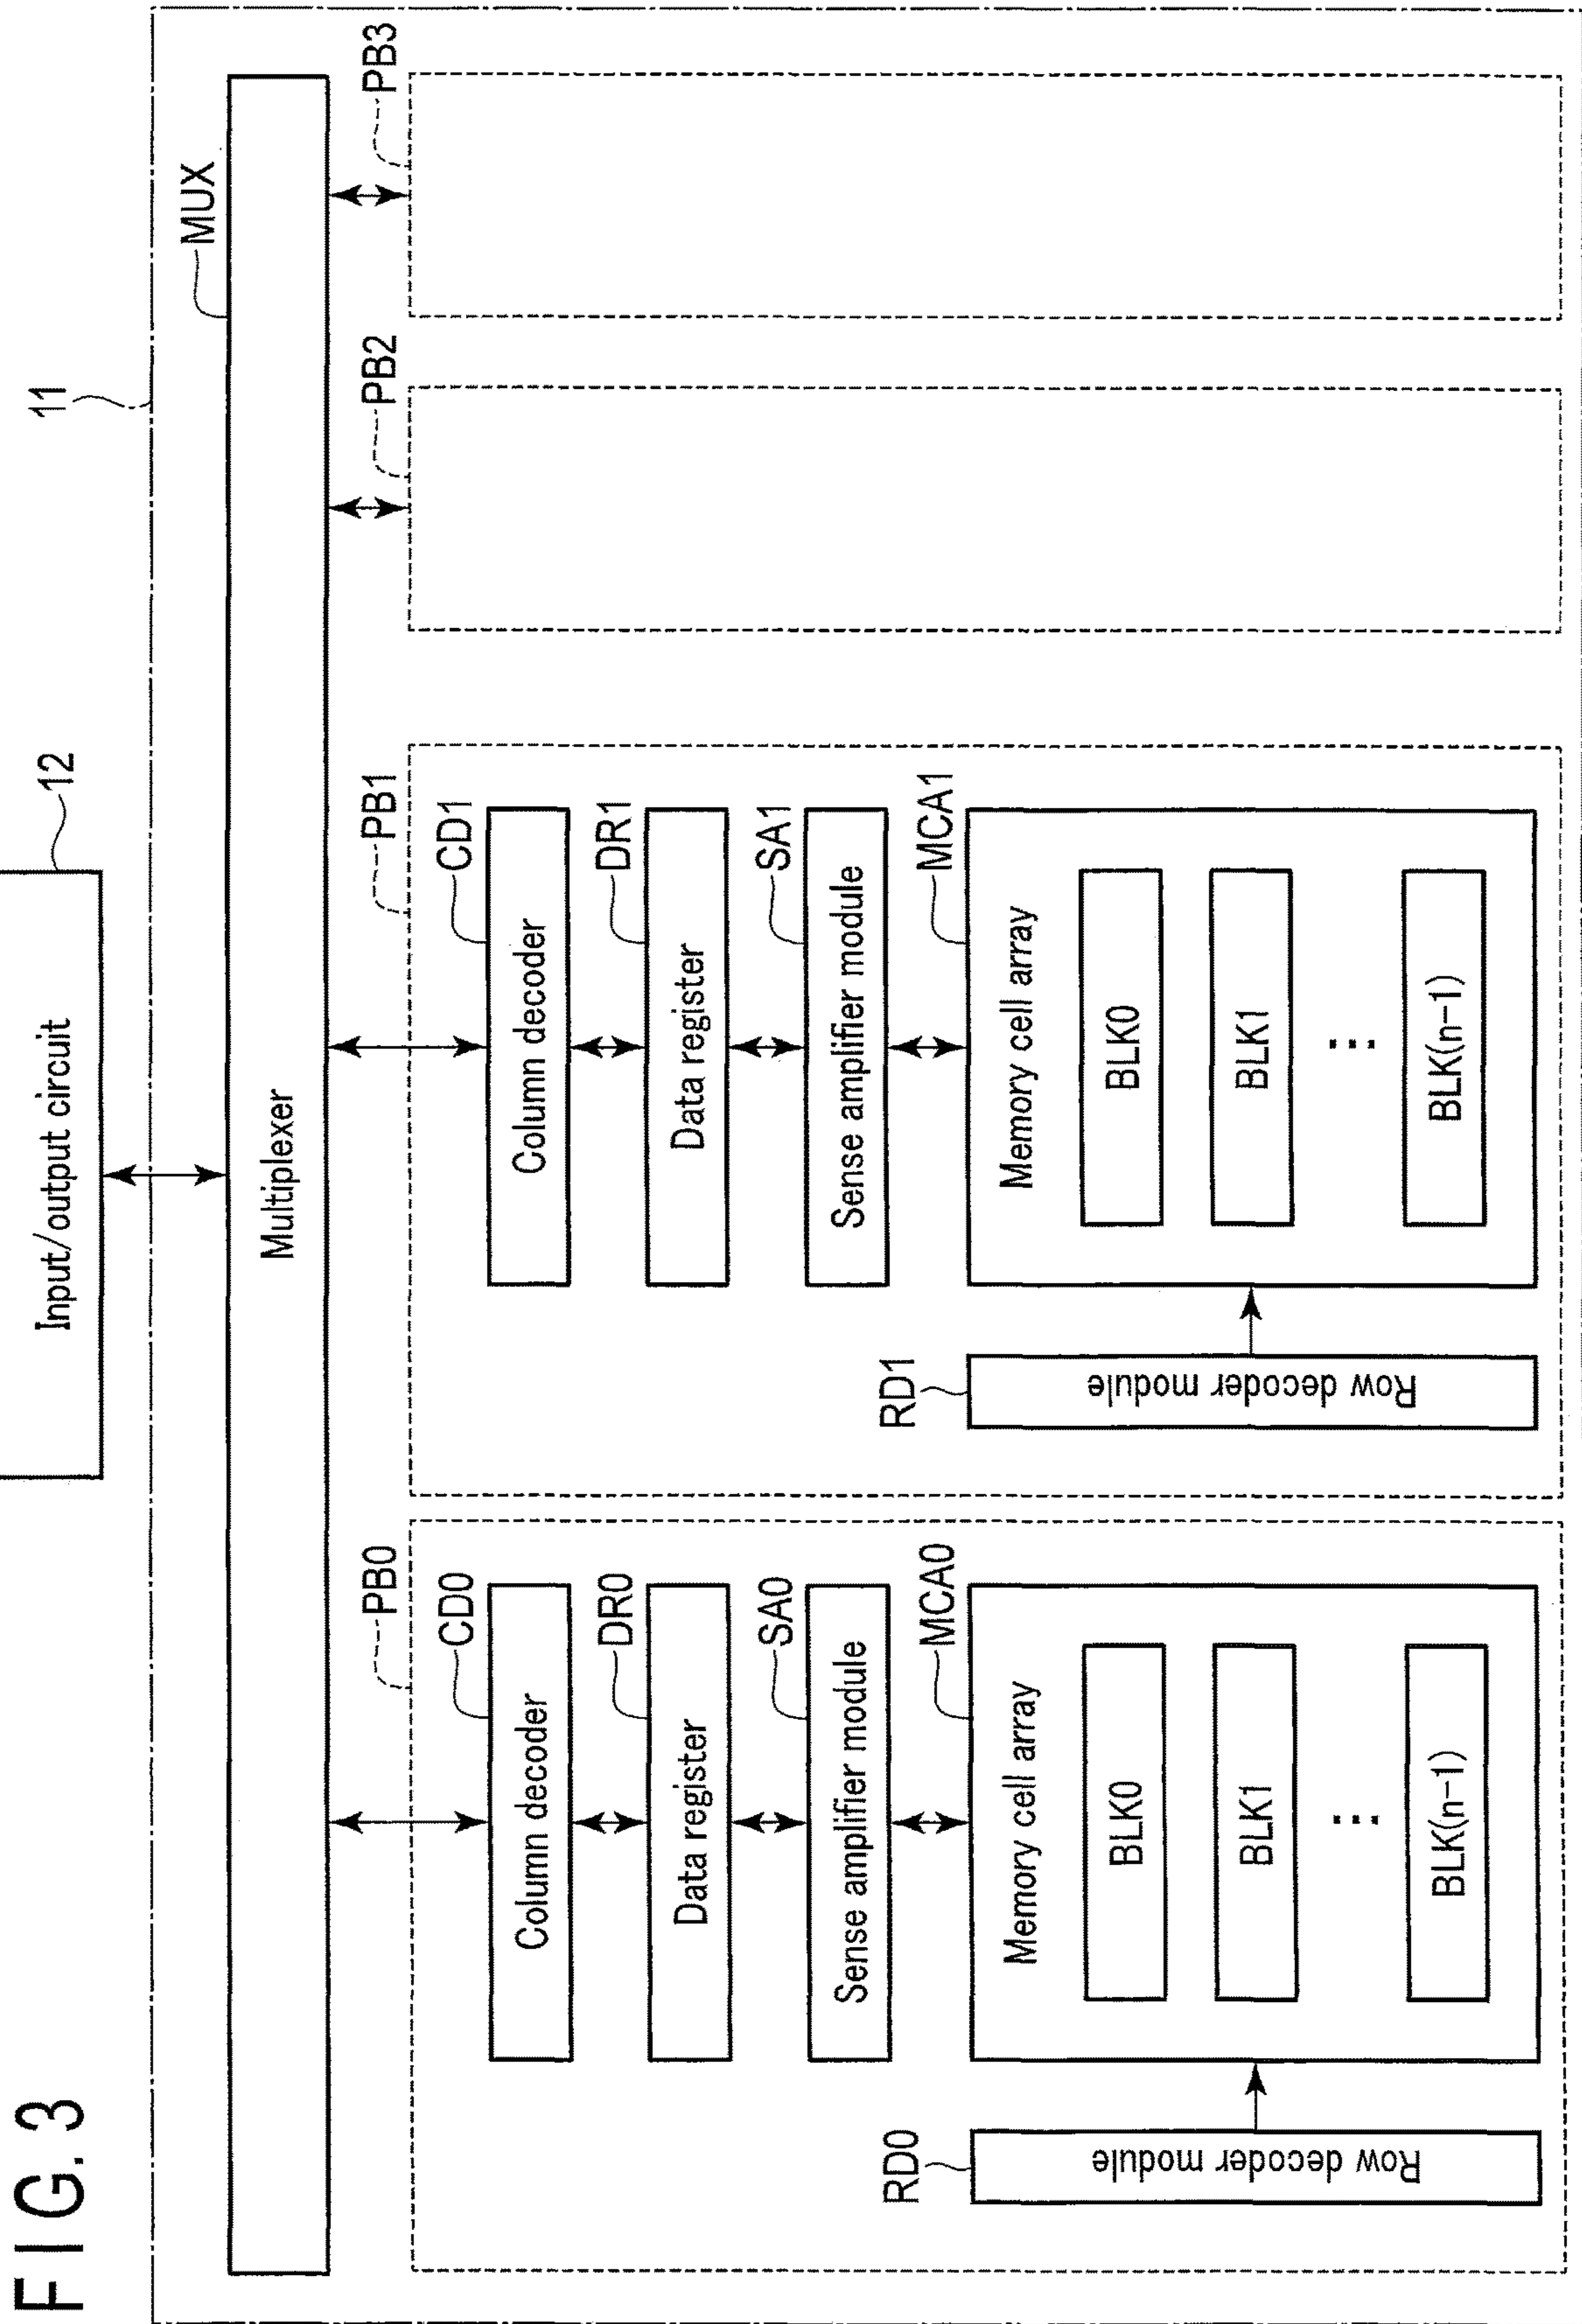 FIG. 3
Input/output circuit
12
11
Multiplexer
MUX
PB0
CD0
Column decoder
DR0
Data register
SA0
Sense amplifier module
MCA0
Memory cell array
BLK0
BLK1
...
BLK(n-1)
RD0
Row decoder module
PB1
CD1
Column decoder
DR1
Data register
SA1
Sense amplifier module
MCA1
Memory cell array
BLK0
BLK1
...
BLK(n-1)
RD1
Row decoder module
PB2
PB3